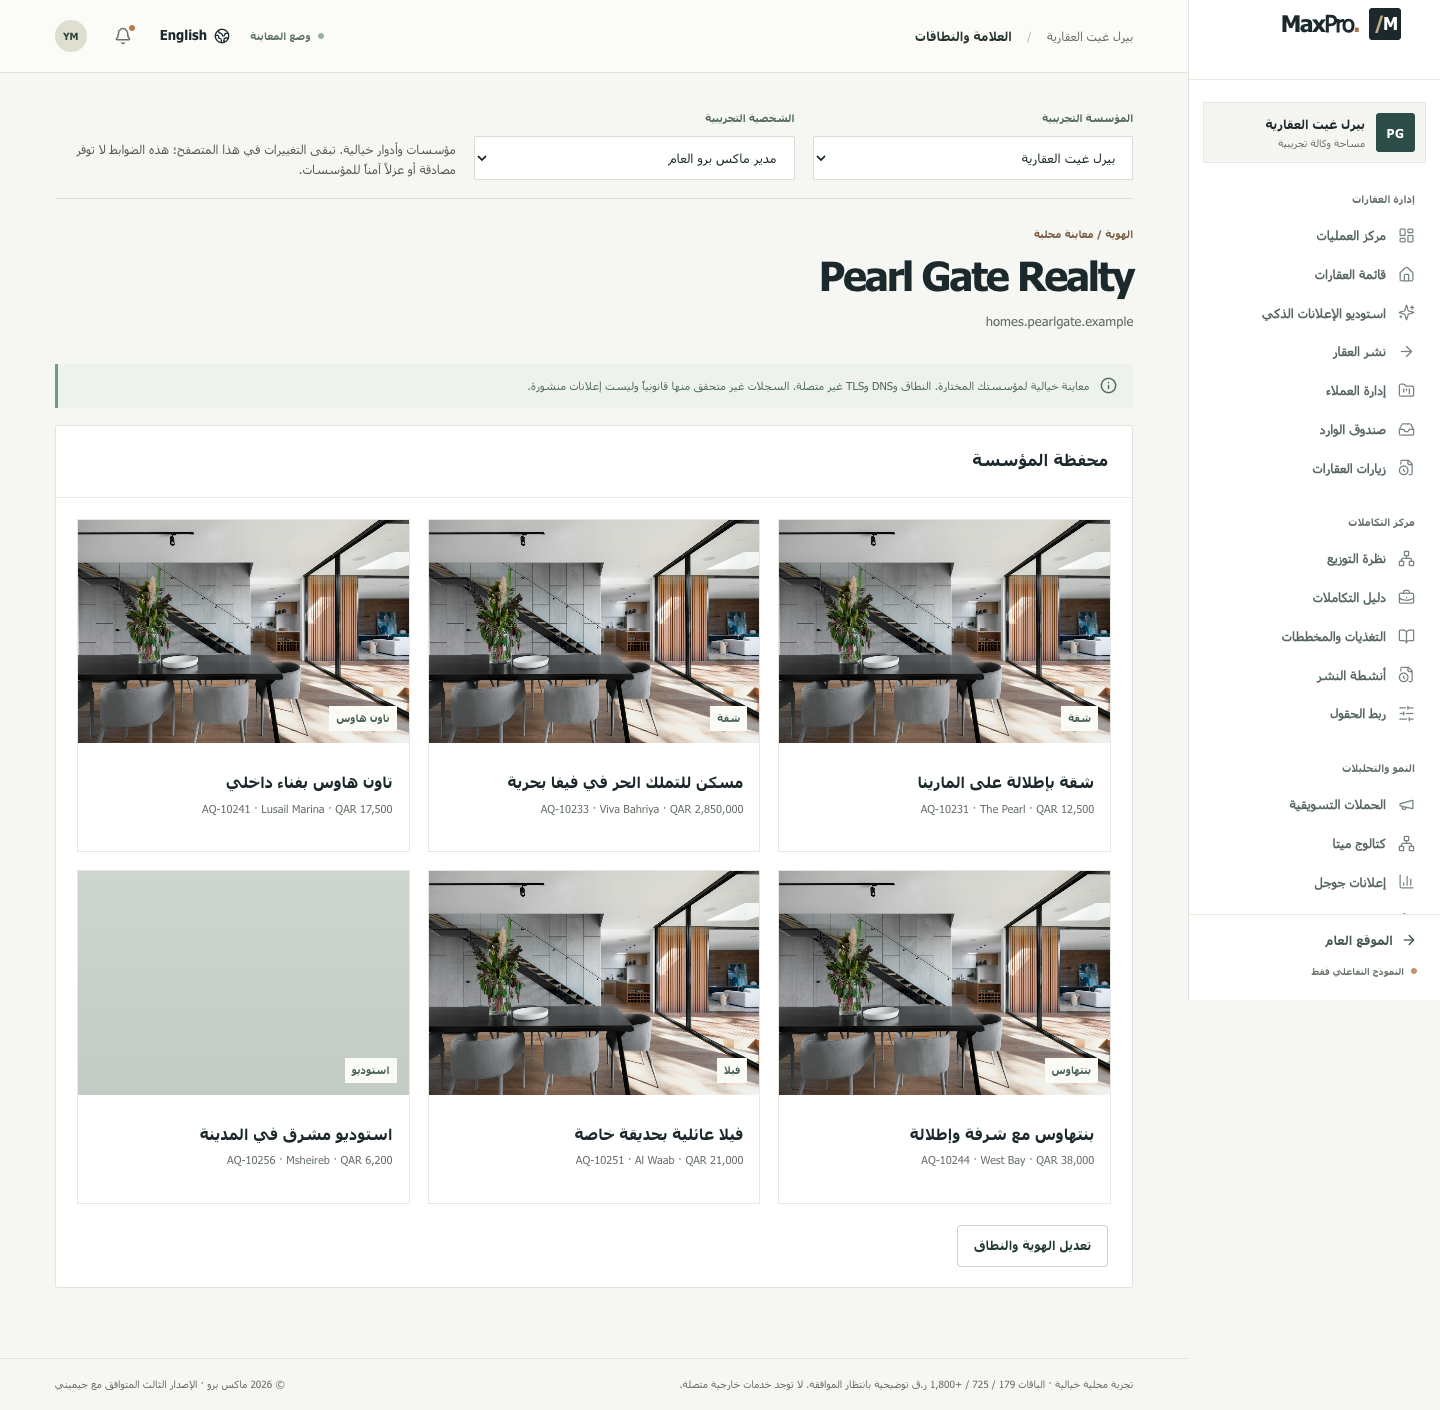 /M MaxPro.
PG بيرل غيت العقارية
مساحة وكالة تجريبية
إدارة العقارات
مركز العمليات
قائمة العقارات
استوديو الإعلانات الذكي
نشر العقار
إدارة العملاء
صندوق الوارد
زيارات العقارات
مركز التكاملات
نظرة التوزيع
دليل التكاملات
التغذيات والمخططات
أنشطة النشر
ربط الحقول
النمو والتحليلات
الحملات التسويقية
كتالوج ميتا
إعلانات جوجل
الموقع العام
النموذج التفاعلي فقط
بيرل غيت العقارية / العلامة والنطاقات
وضع المعاينة
English
YM
المؤسسة التجريبية
بيرل غيت العقارية
الشخصية التجريبية
مدير ماكس برو العام
مؤسسات وأدوار خيالية. تبقى التغييرات في هذا المتصفح؛ هذه الضوابط لا توفر
مصادقة أو عزلاً آمناً للمؤسسات.
الهوية / معاينة محلية
Pearl Gate Realty
homes.pearlgate.example
معاينة خيالية لمؤسستك المختارة. النطاق وDNS وTLS غير متصلة. السجلات غير متحقق منها قانونياً وليست إعلانات منشورة.
محفظة المؤسسة
شقة
شقة بإطلالة على المارينا
AQ-10231 · The Pearl · QAR 12,500
شقة
مسكن للتملك الحر في فيفا بحرية
AQ-10233 · Viva Bahriya · QAR 2,850,000
تاون هاوس
تاون هاوس بفناء داخلي
AQ-10241 · Lusail Marina · QAR 17,500
بنتهاوس
بنتهاوس مع شرفة وإطلالة
AQ-10244 · West Bay · QAR 38,000
فيلا
فيلا عائلية بحديقة خاصة
AQ-10251 · Al Waab · QAR 21,000
استوديو
استوديو مشرق في المدينة
AQ-10256 · Msheireb · QAR 6,200
تعديل الهوية والنطاق
تجربة محلية خيالية · الباقات 179 / 725 / +1,800 ر.ق توضيحية بانتظار الموافقة. لا توجد خدمات خارجية متصلة.
© 2026 ماكس برو · الإصدار الثالث المتوافق مع جيميني